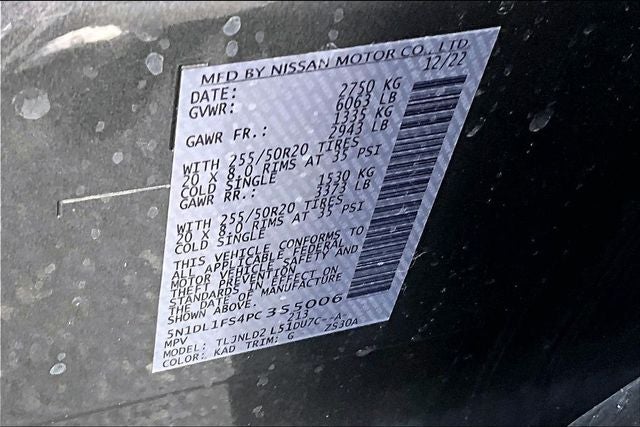 MFD BY NISSAN MOTOR CO., LTD.
DATE: 12/22
GVWR: 2750 KG
6063 LB
GAWR FR.: 1335 KG
2943 LB
WITH 255/50R20 TIRES
20 X 8.0 RIMS AT 35 PSI
COLD SINGLE
GAWR RR.: 1530 KG
3373 LB
WITH 255/50R20 TIRES
20 X 8.0 RIMS AT 35 PSI
COLD SINGLE
THIS VEHICLE CONFORMS TO
ALL APPLICABLE FEDERAL
MOTOR VEHICLE SAFETY AND
THEFT PREVENTION
STANDARDS IN EFFECT ON
THE DATE OF MANUFACTURE
SHOWN ABOVE.
5N1DL1FS4PC355006
MPV 213
MODEL: TLJNLD2 L51DU7C--A-
COLOR: KAD TRIM: G ZS30A